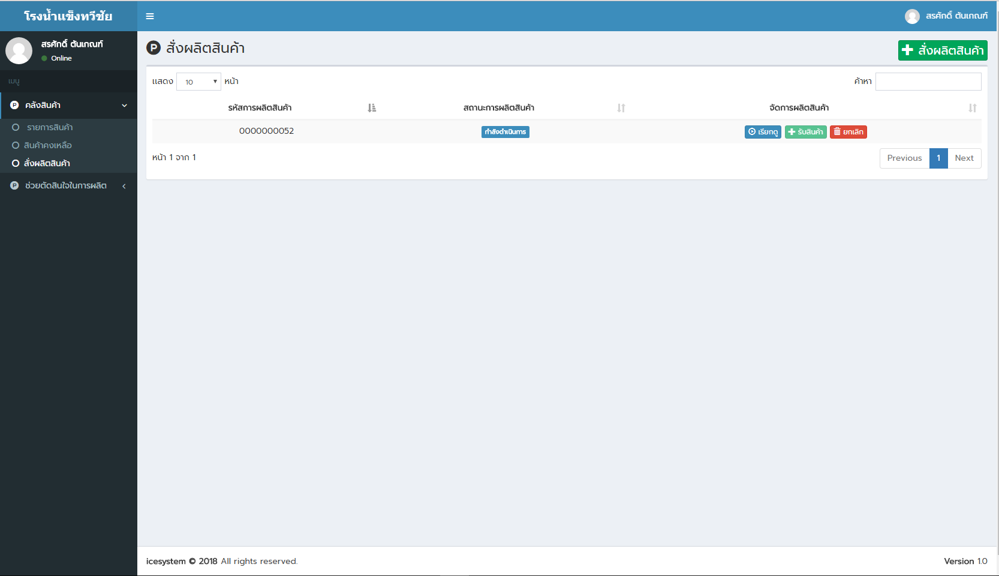 โรงน้ำแข็งทวีชัย
สรศักดิ์ ตันเกณฑ์
สรศักดิ์ ตันเกณฑ์
Online
เมนู
คลังสินค้า
รายการสินค้า
สินค้าคงเหลือ
สั่งผลิตสินค้า
ช่วยตัดสินใจในการผลิต
สั่งผลิตสินค้า
สั่งผลิตสินค้า
แสดง 10 หน้า
ค้าหา
รหัสการผลิตสินค้า สถานะการผลิตสินค้า จัดการผลิตสินค้า
0000000052 กำลังดำเนินการ เรียกดู รับสินค้า ยกเลิก
หน้า 1 จาก 1
Previous 1 Next
icesystem © 2018 All rights reserved.
Version 1.0